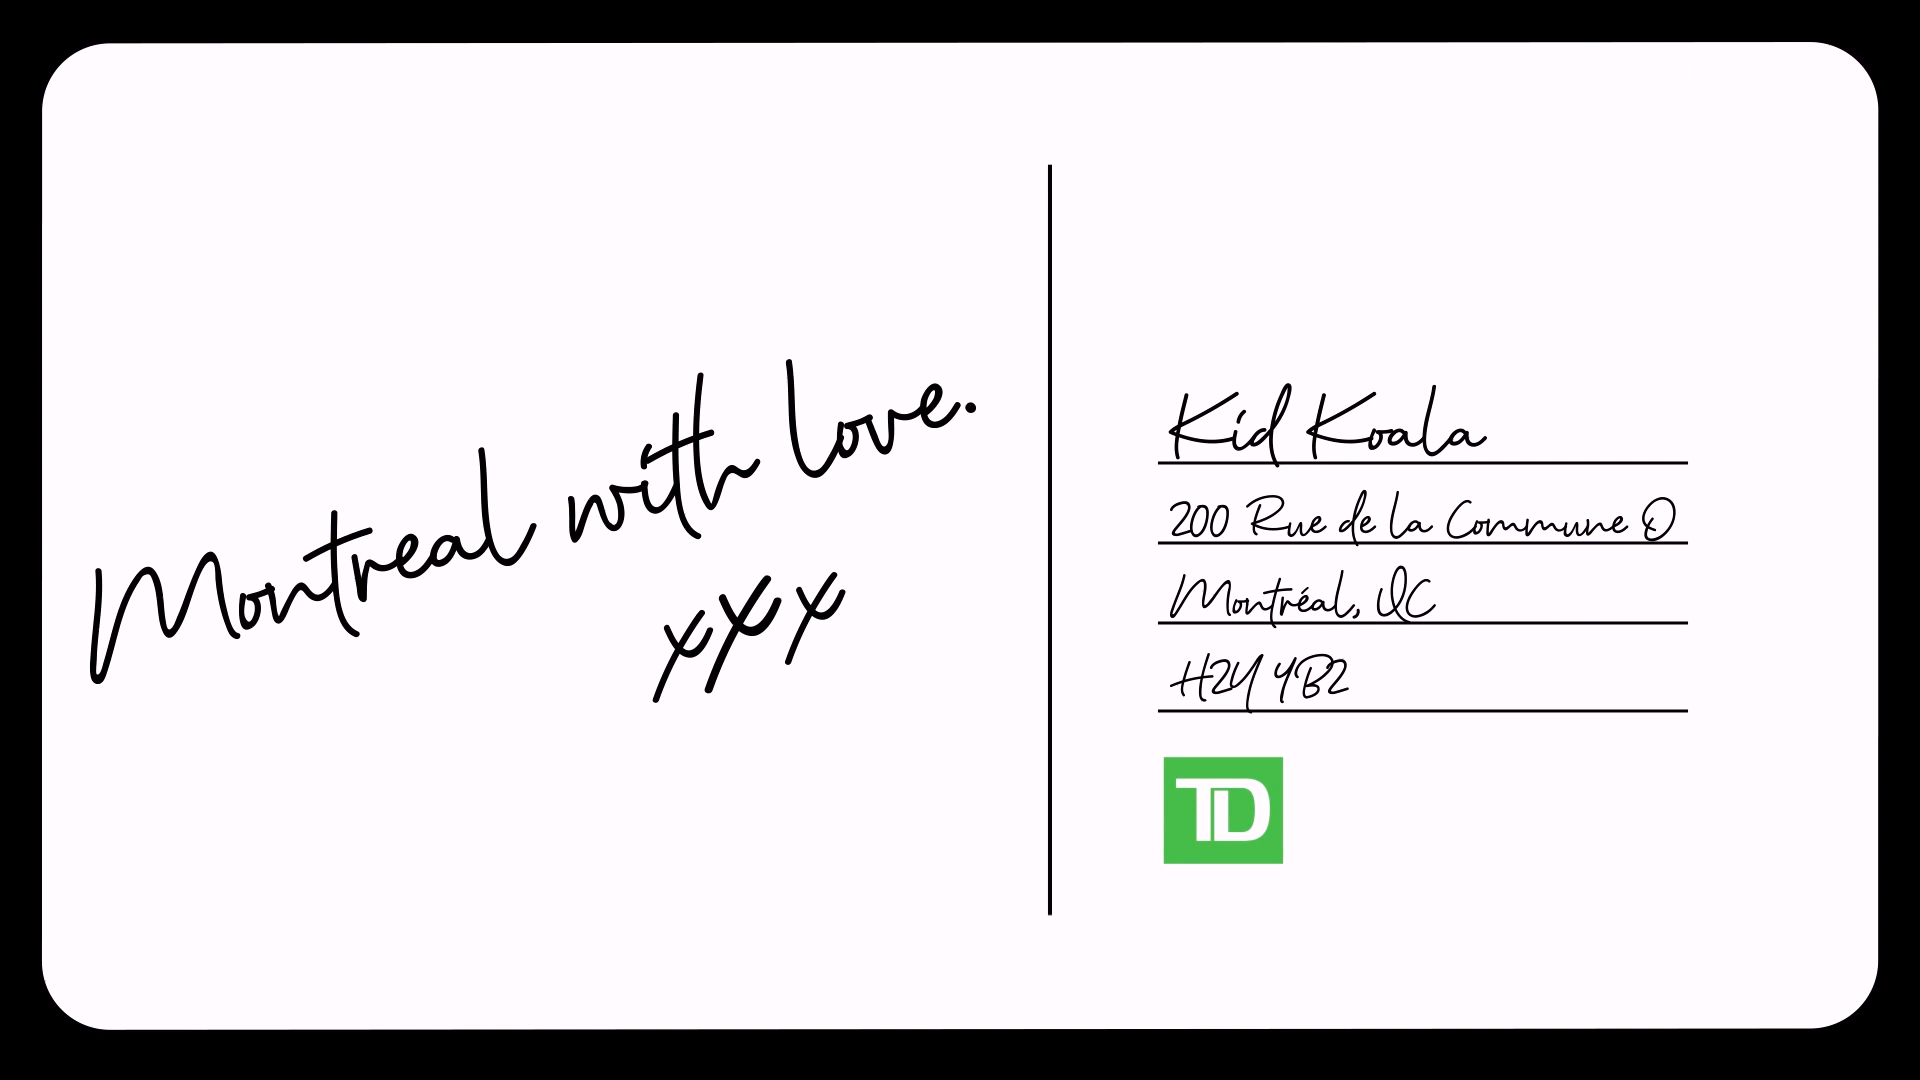 Montreal with love.
xxx
Kid Koala
200 Rue de la Commune O
Montréal, QC
H2Y 4B2
TD